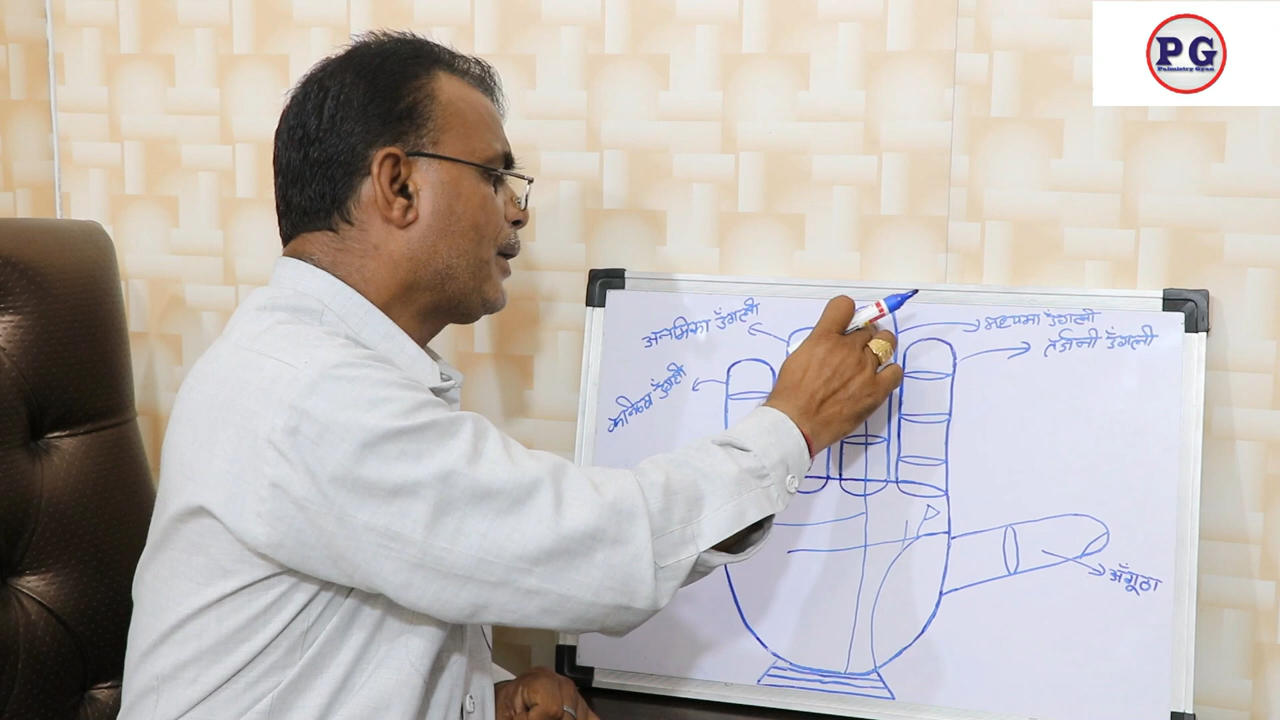 PG
Palmistry Gyan
अनामिका उँगली
मध्यमा उँगली
तर्जनी उँगली
कनिष्ठ उँगली
अँगूठा